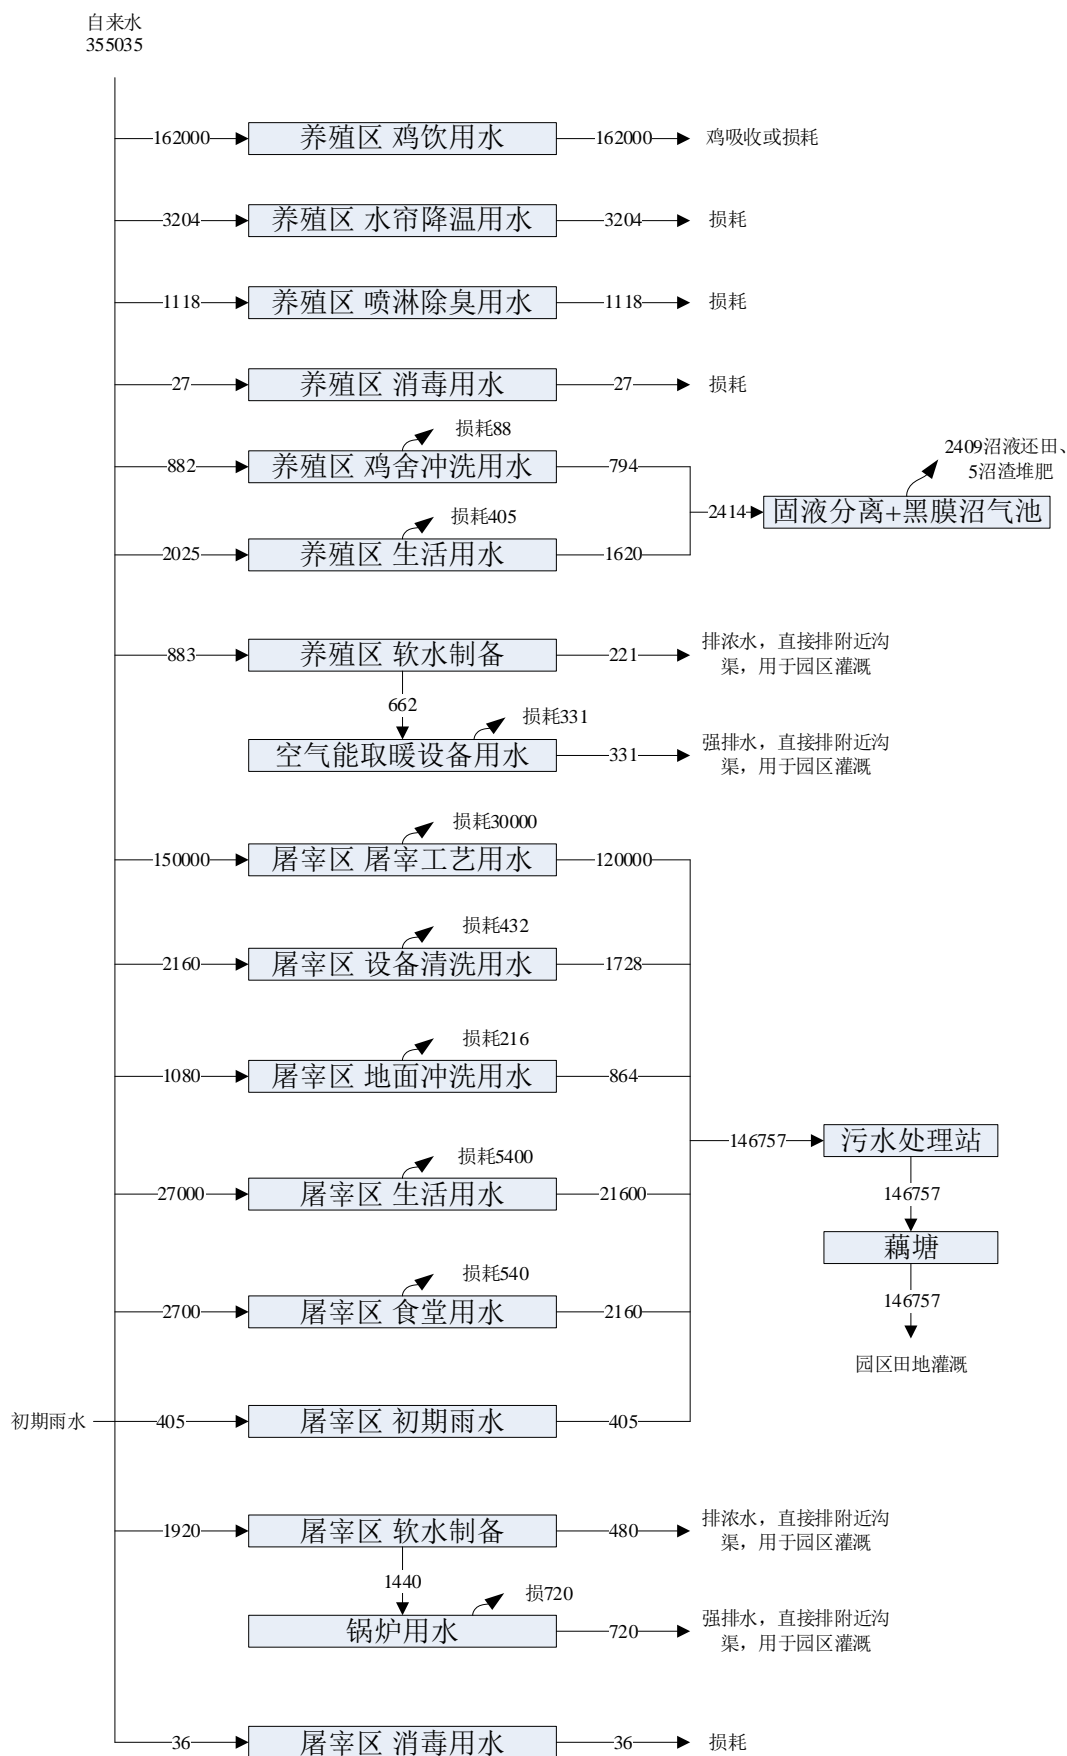 自来水
355035
162000
养殖区 鸡饮用水
162000
鸡吸收或损耗
3204
养殖区 水帘降温用水
3204
损耗
1118
养殖区 喷淋除臭用水
1118
损耗
27
养殖区 消毒用水
27
损耗
损耗88
882
养殖区 鸡舍冲洗用水
794
2409沼液还田、
5沼渣堆肥
2414
固液分离+黑膜沼气池
损耗405
2025
养殖区 生活用水
1620
883
养殖区 软水制备
221
排浓水，直接排附近沟
渠，用于园区灌溉
662
损耗331
空气能取暖设备用水
331
强排水，直接排附近沟
渠，用于园区灌溉
损耗30000
150000
屠宰区 屠宰工艺用水
120000
损耗432
2160
屠宰区 设备清洗用水
1728
损耗216
1080
屠宰区 地面冲洗用水
864
146757
污水处理站
146757
藕塘
146757
园区田地灌溉
损耗5400
27000
屠宰区 生活用水
21600
损耗540
2700
屠宰区 食堂用水
2160
初期雨水
405
屠宰区 初期雨水
405
1920
屠宰区 软水制备
480
排浓水，直接排附近沟
渠，用于园区灌溉
1440
损720
锅炉用水
720
强排水，直接排附近沟
渠，用于园区灌溉
36
屠宰区 消毒用水
36
损耗